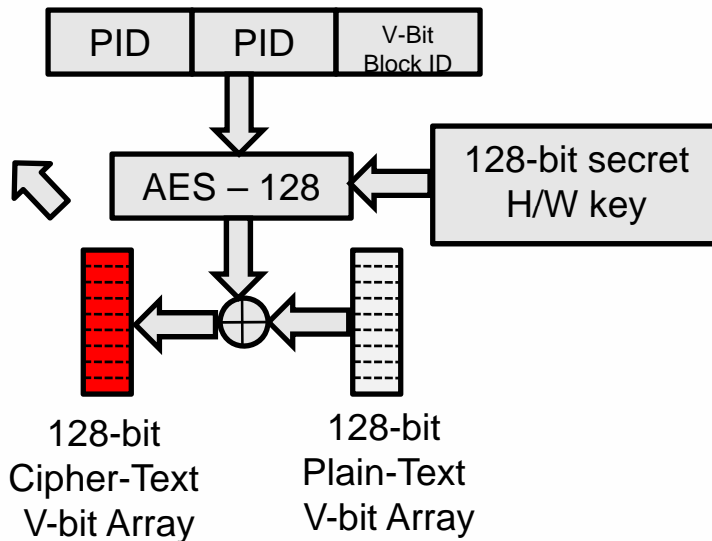 PID
PID
V-Bit
Block ID
AES – 128
128-bit secret
H/W key
128-bit
Cipher-Text
V-bit Array
128-bit
Plain-Text
V-bit Array